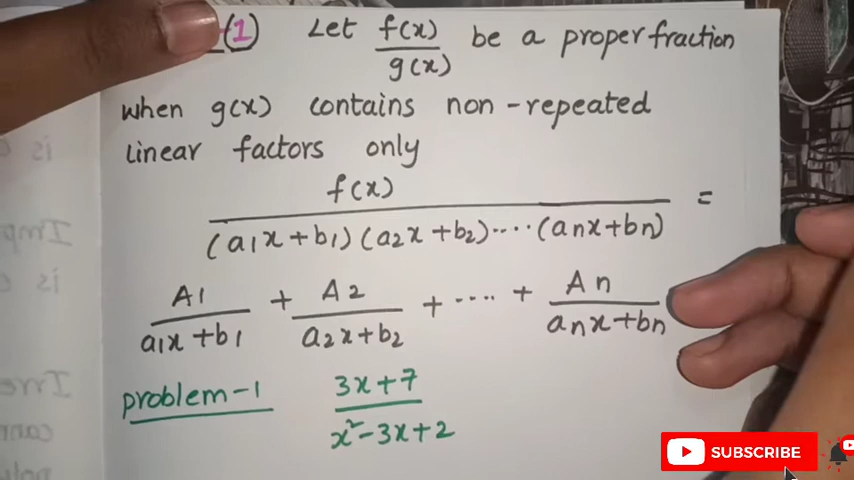 (1) Let f(x)/g(x) be a proper fraction
when g(x) contains non-repeated
linear factors only
f(x)/(a1x+b1)(a2x+b2)....(anx+bn) =
A1/a1x+b1 + A2/a2x+b2 + .... + An/anx+bn
problem-1 3x+7/x²-3x+2
SUBSCRIBE